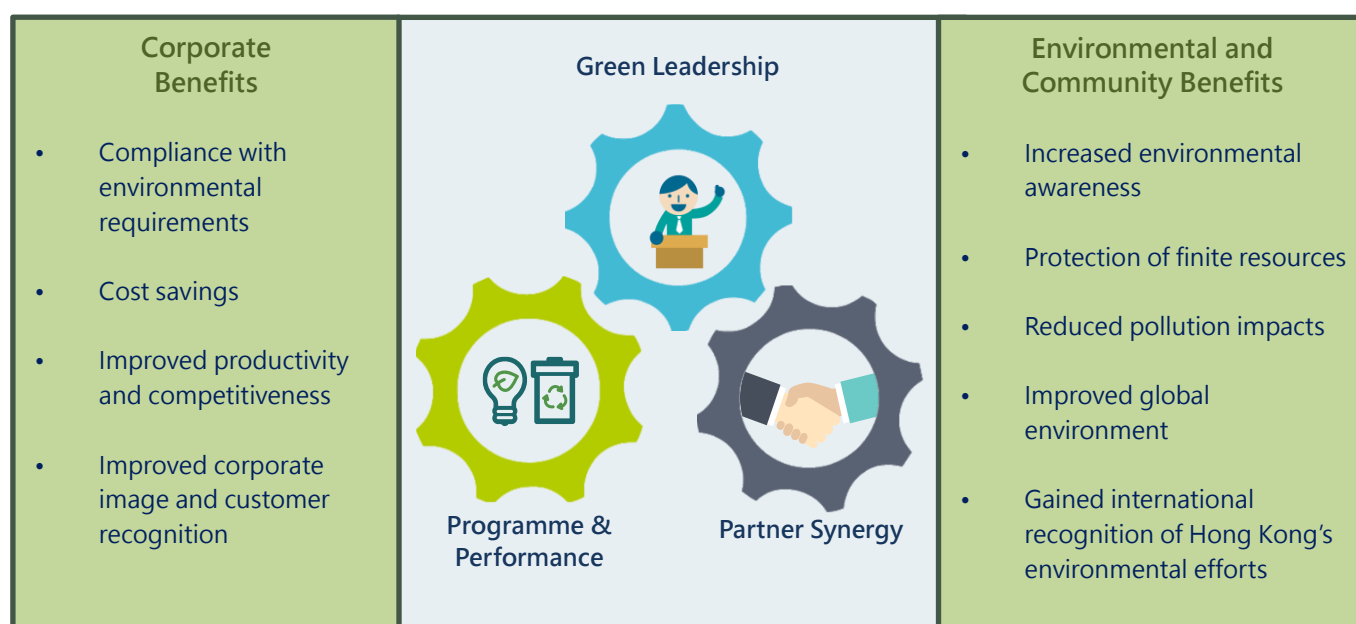 Corporate
Benefits
• Compliance with
environmental
requirements
• Cost savings
• Improved productivity
and competitiveness
• Improved corporate
image and customer
recognition
Green Leadership
Programme &
Performance
Partner Synergy
Environmental and
Community Benefits
• Increased environmental
awareness
• Protection of finite resources
• Reduced pollution impacts
• Improved global
environment
• Gained international
recognition of Hong Kong’s
environmental efforts